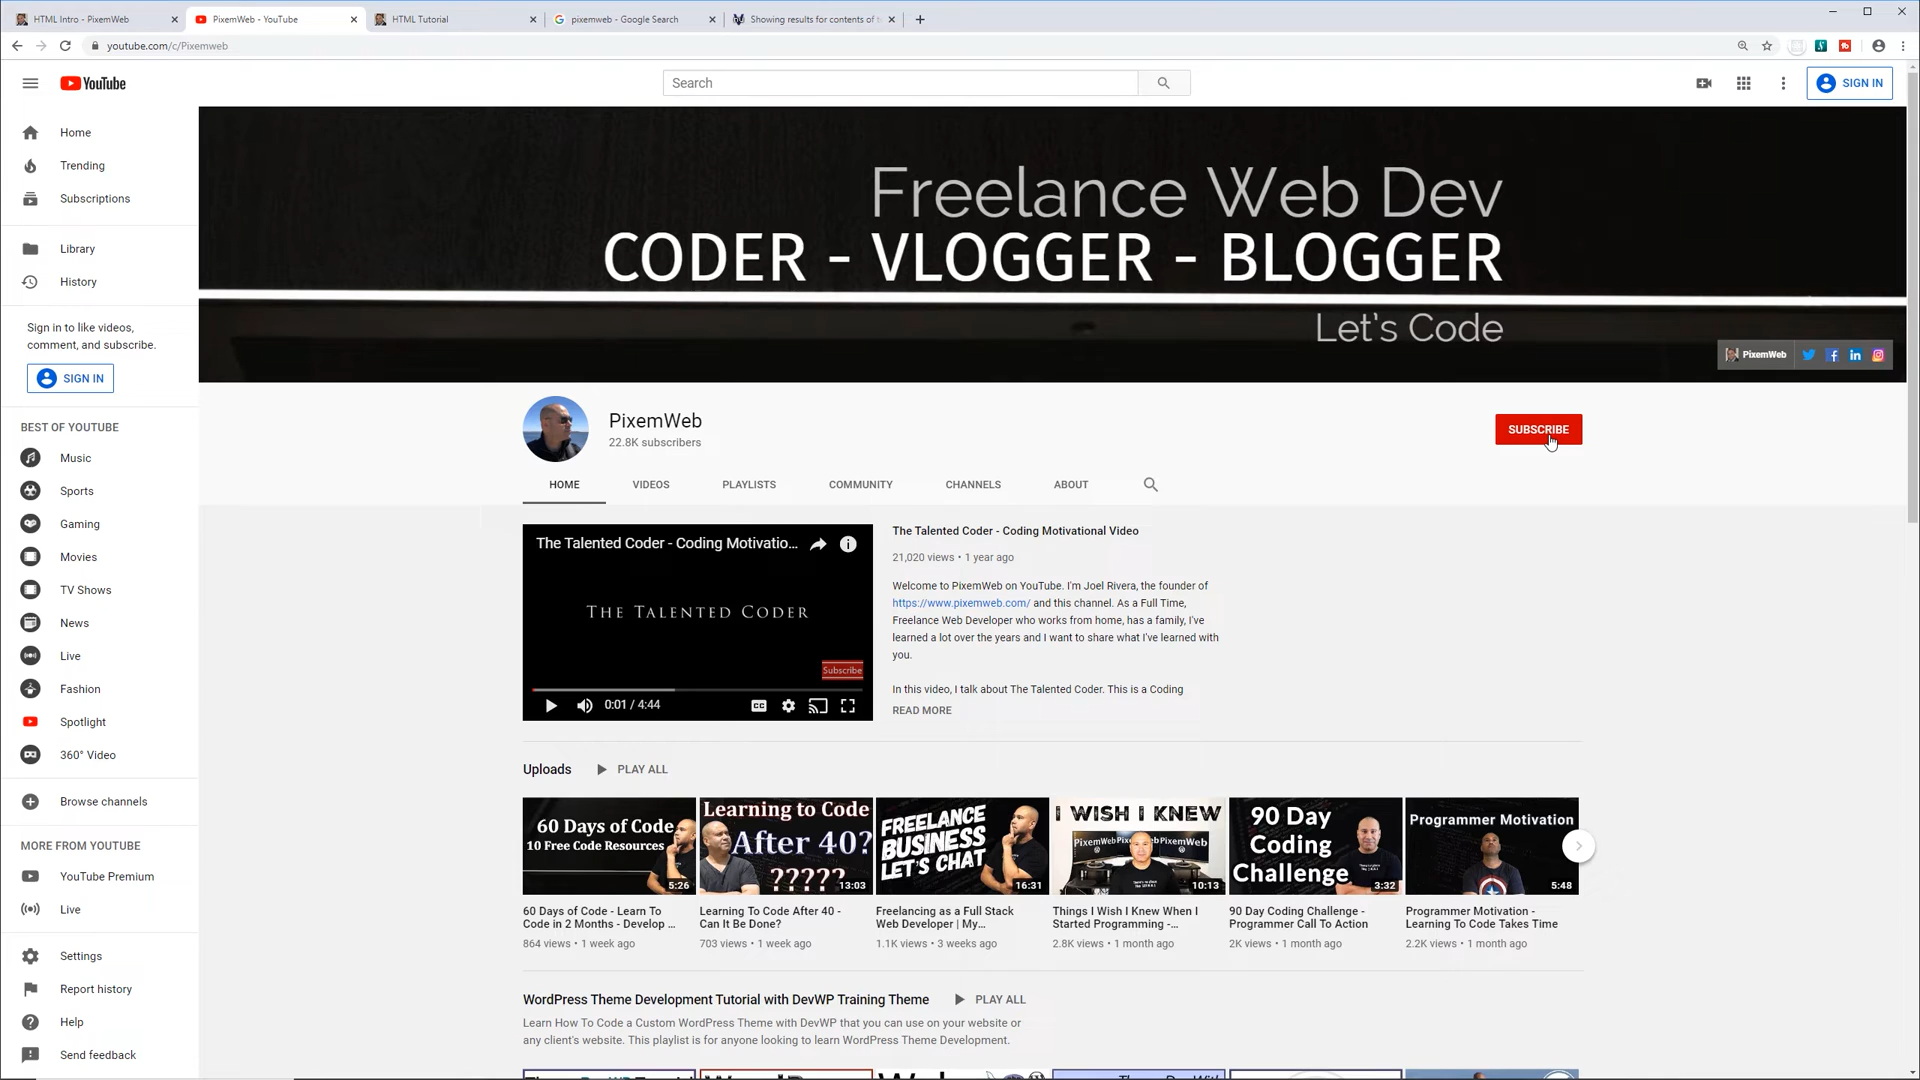 HTML Intro - PixemWeb
PixemWeb - YouTube
HTML Tutorial
pixemweb - Google Search
Showing results for contents of
youtube.com/c/Pixemweb
YouTube
Search
SIGN IN
Home
Trending
Subscriptions
Library
History
Sign in to like videos,
comment, and subscribe.
SIGN IN
BEST OF YOUTUBE
Music
Sports
Gaming
Movies
TV Shows
News
Live
Fashion
Spotlight
360° Video
Browse channels
MORE FROM YOUTUBE
YouTube Premium
Live
Settings
Report history
Help
Send feedback
Freelance Web Dev
CODER - VLOGGER - BLOGGER
Let's Code
PixemWeb
PixemWeb
22.8K subscribers
SUBSCRIBE
HOME
VIDEOS
PLAYLISTS
COMMUNITY
CHANNELS
ABOUT
The Talented Coder - Coding Motivatio...
THE TALENTED CODER
Subscribe
0:01 / 4:44
The Talented Coder - Coding Motivational Video
21,020 views • 1 year ago
Welcome to PixemWeb on YouTube. I'm Joel Rivera, the founder of
https://www.pixemweb.com/ and this channel. As a Full Time,
Freelance Web Developer who works from home, has a family, I've
learned a lot over the years and I want to share what I've learned with
you.
In this video, I talk about The Talented Coder. This is a Coding
READ MORE
Uploads
PLAY ALL
60 Days of Code
10 Free Code Resources
5:26
60 Days of Code - Learn To
Code in 2 Months - Develop ...
864 views • 1 week ago
Learning to Code
After 40?
?????
13:03
Learning To Code After 40 -
Can It Be Done?
703 views • 1 week ago
FREELANCE
BUSINESS
LET'S CHAT
16:31
Freelancing as a Full Stack
Web Developer | My...
1.1K views • 3 weeks ago
I WISH I KNEW
10:13
Things I Wish I Knew When I
Started Programming -...
2.8K views • 1 month ago
90 Day
Coding
Challenge
3:32
90 Day Coding Challenge -
Programmer Call To Action
2K views • 1 month ago
Programmer Motivation
5:48
Programmer Motivation -
Learning To Code Takes Time
2.2K views • 1 month ago
WordPress Theme Development Tutorial with DevWP Training Theme
PLAY ALL
Learn How To Code a Custom WordPress Theme with DevWP that you can use on your website or
any client's website. This playlist is for anyone looking to learn WordPress Theme Development.